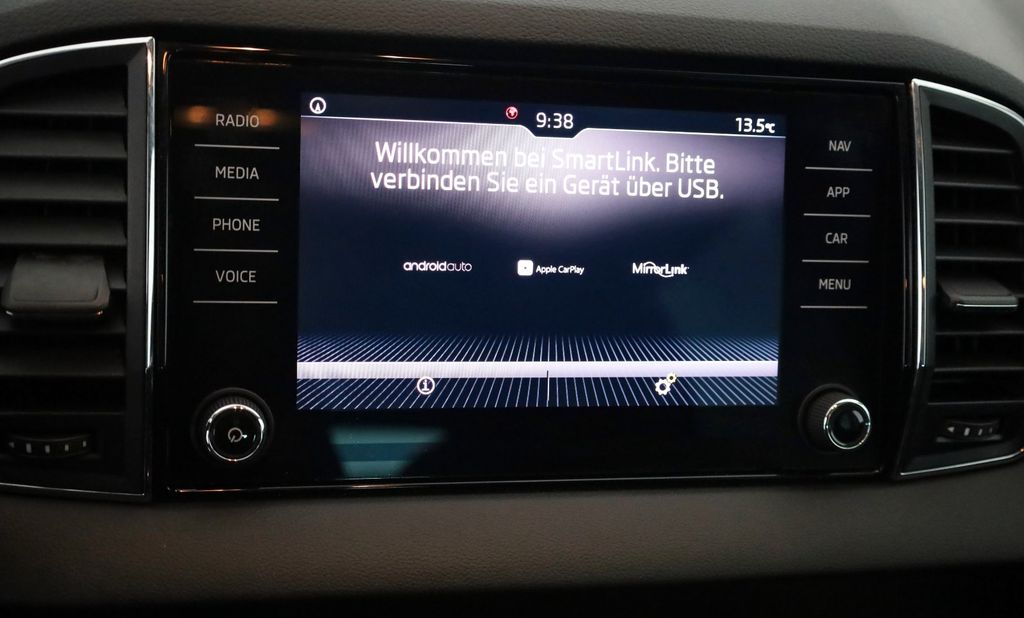 9:38
13.5°C
Willkommen bei SmartLink. Bitte
verbinden Sie ein Gerät über USB.
androidauto
Apple CarPlay
MirrorLink
RADIO
MEDIA
PHONE
VOICE
NAV
APP
CAR
MENU